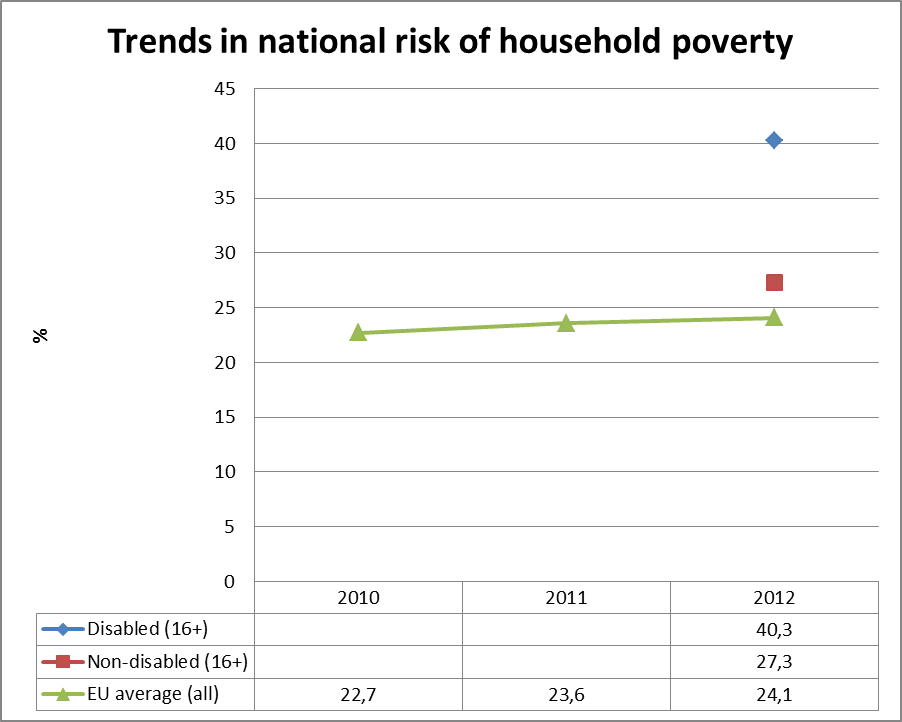 Trends in national risk of household poverty
45
40
35
30
25
20
15
10
5
0
%
2010 2011 2012
Disabled (16+) 40,3
Non-disabled (16+) 27,3
EU average (all) 22,7 23,6 24,1